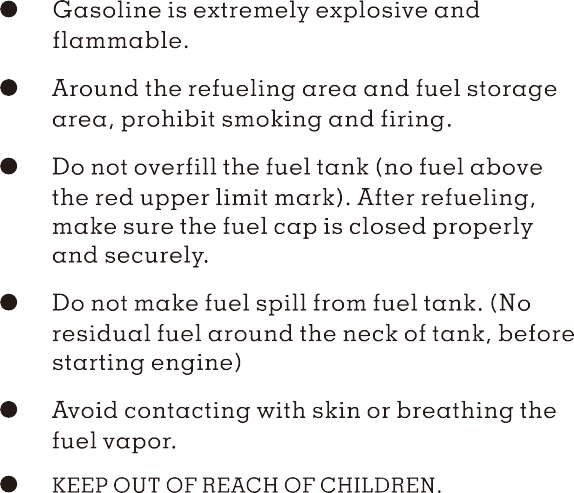 ● Gasoline is extremely explosive and
flammable.
● Around the refueling area and fuel storage
area, prohibit smoking and firing.
● Do not overfill the fuel tank (no fuel above
the red upper limit mark). After refueling,
make sure the fuel cap is closed properly
and securely.
● Do not make fuel spill from fuel tank. (No
residual fuel around the neck of tank, before
starting engine)
● Avoid contacting with skin or breathing the
fuel vapor.
● KEEP OUT OF REACH OF CHILDREN.